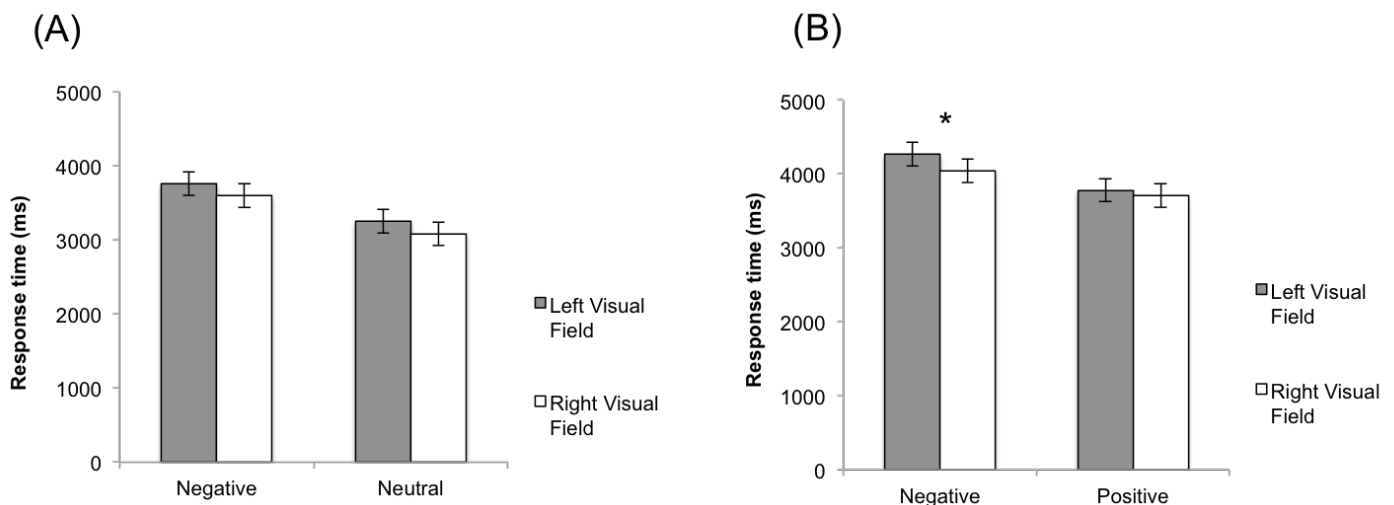 (A)
5000
4000
3000
2000
1000
0
Response time (ms)
Negative
Neutral
Left Visual
Field
Right Visual
Field
(B)
5000
4000
3000
2000
1000
0
Response time (ms)
*
Negative
Positive
Left Visual
Field
Right Visual
Field